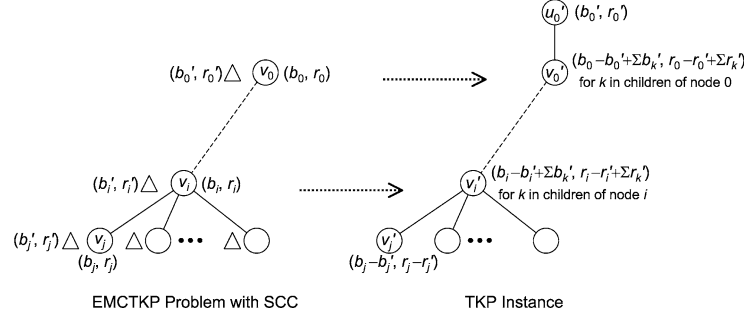 u₀' (b₀', r₀')
(b₀', r₀') △ v₀ (b₀, r₀)
v₀' (b₀–b₀'+Σbₖ', r₀–r₀'+Σrₖ')
for k in children of node 0
(bᵢ', rᵢ') △ vᵢ (bᵢ, rᵢ)
vᵢ' (bᵢ–bᵢ'+Σbₖ', rᵢ–rᵢ'+Σrₖ')
for k in children of node i
(bⱼ', rⱼ') △ vⱼ △ ••• △
(bⱼ, rⱼ)
vⱼ' •••
(bⱼ–bⱼ', rⱼ–rⱼ')
EMCTKP Problem with SCC
TKP Instance